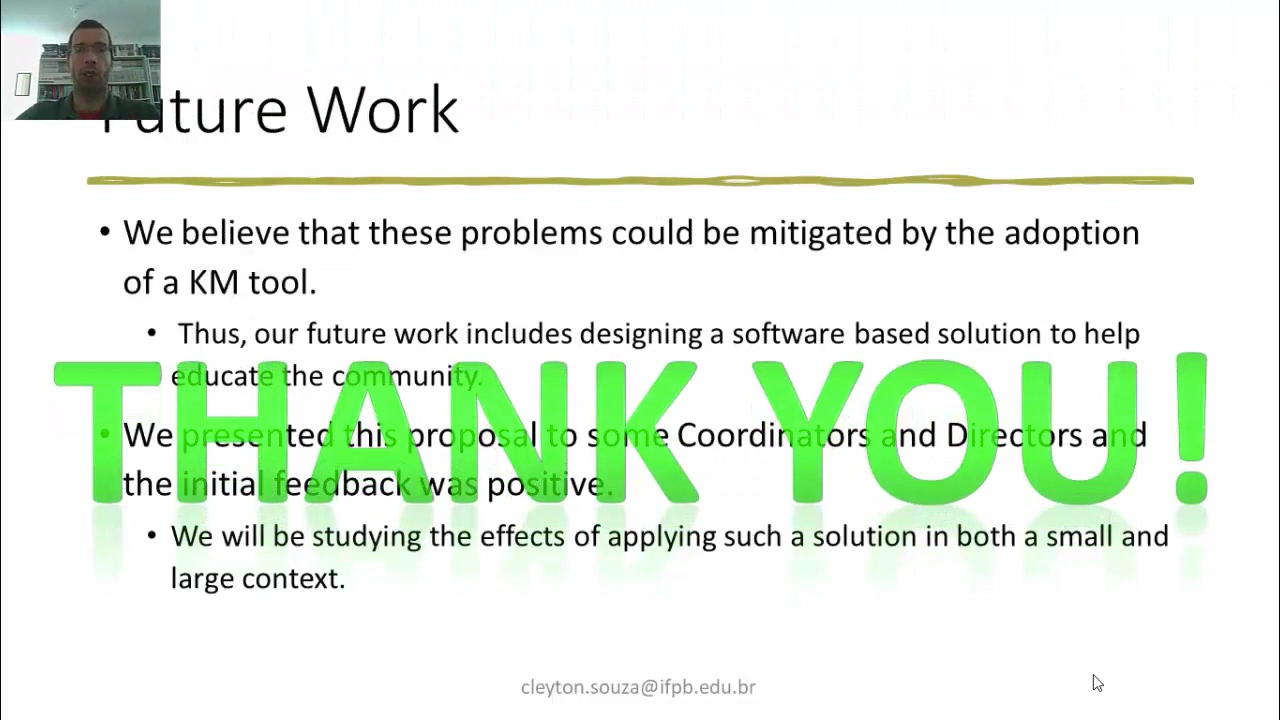 Future Work
• We believe that these problems could be mitigated by the adoption
of a KM tool.
• Thus, our future work includes designing a software based solution to help
educate the community.
THANK YOU!
• We presented this proposal to some Coordinators and Directors and
the initial feedback was positive.
• We will be studying the effects of applying such a solution in both a small and
large context.
cleyton.souza@ifpb.edu.br